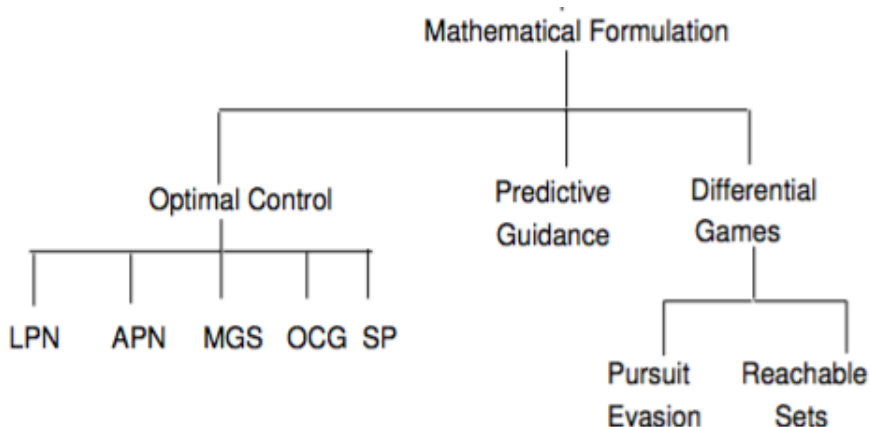 Mathematical Formulation
Optimal Control
Predictive
Guidance
Differential
Games
LPN
APN
MGS
OCG
SP
Pursuit
Evasion
Reachable
Sets